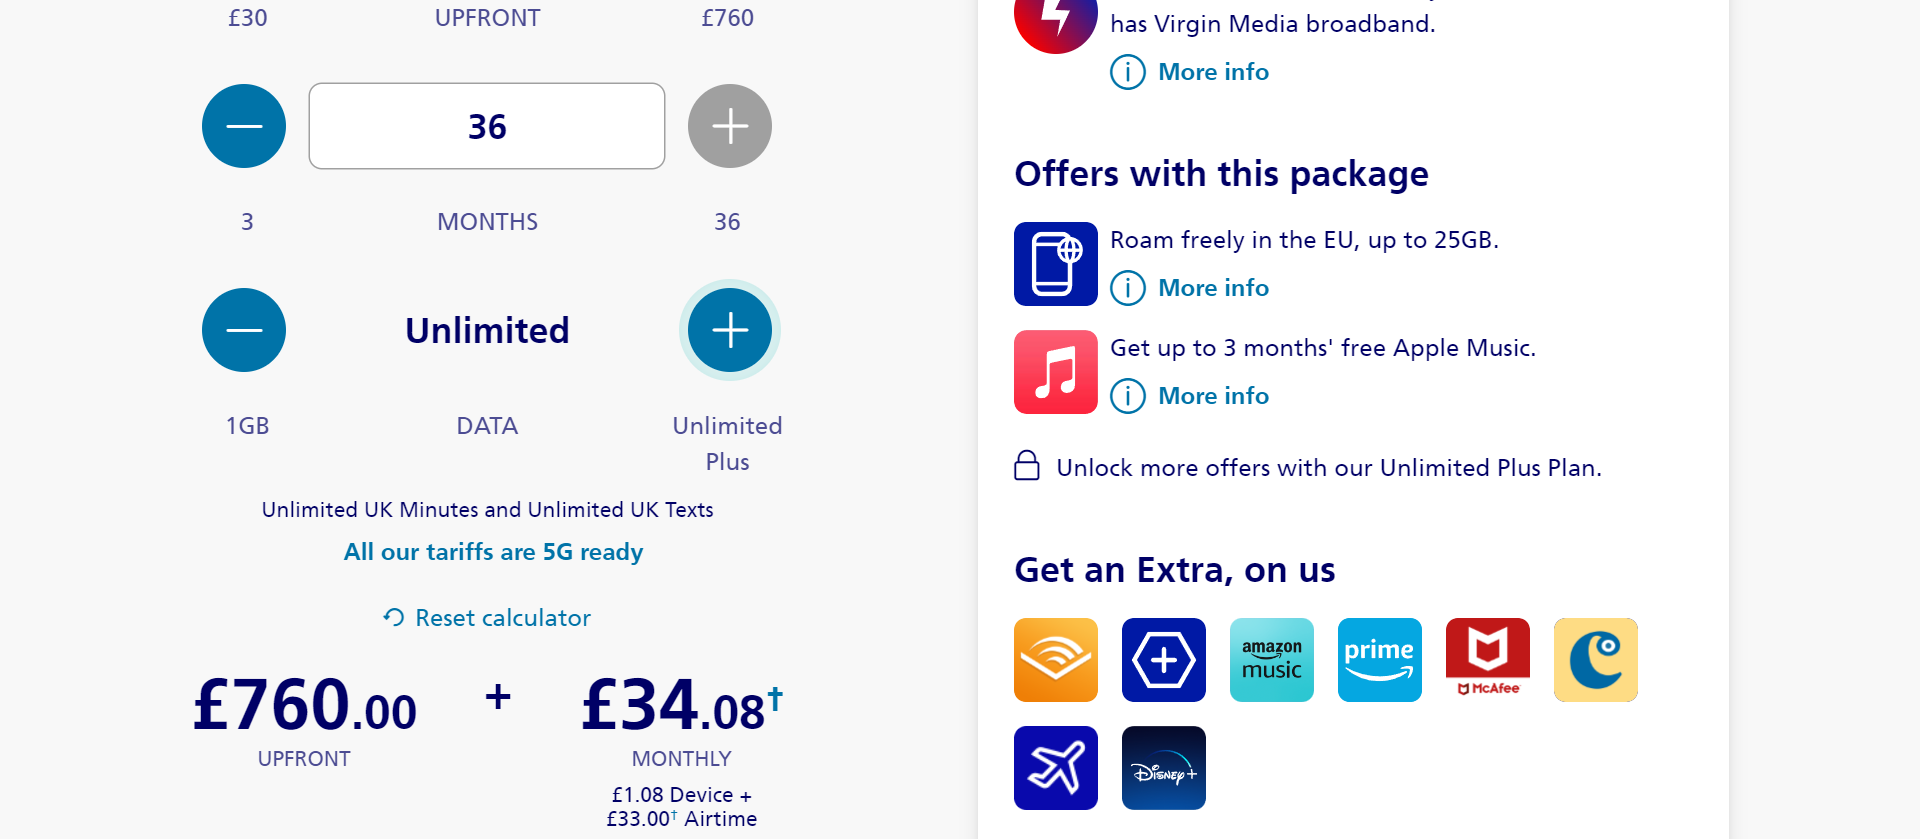 £30 UPFRONT £760
36
3 MONTHS 36
Unlimited
1GB DATA Unlimited
Plus
Unlimited UK Minutes and Unlimited UK Texts
All our tariffs are 5G ready
Reset calculator
£760.00 + £34.08†
UPFRONT MONTHLY
£1.08 Device +
£33.00† Airtime
has Virgin Media broadband.
More info
Offers with this package
Roam freely in the EU, up to 25GB.
More info
Get up to 3 months' free Apple Music.
More info
Unlock more offers with our Unlimited Plus Plan.
Get an Extra, on us
amazon
music
prime
McAfee
Disney+